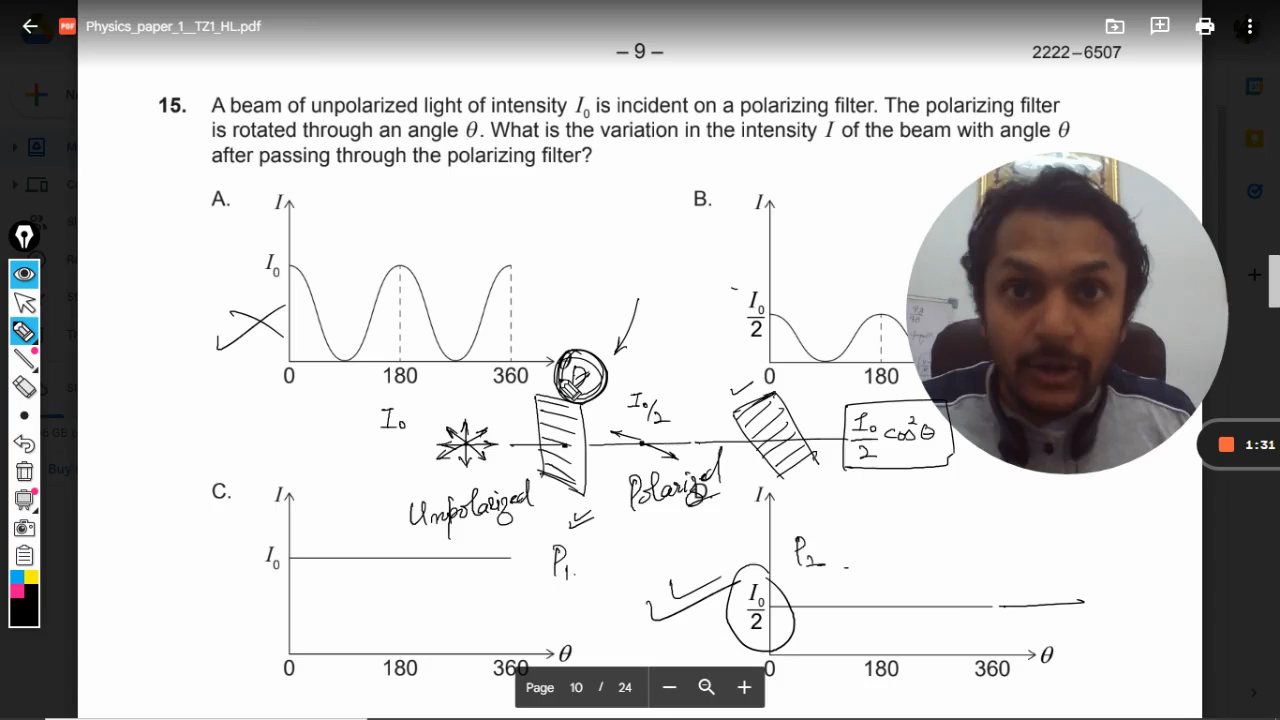 Physics_paper_1__TZ1_HL.pdf
PDF
– 9 –
2222–6507
15. A beam of unpolarized light of intensity I₀ is incident on a polarizing filter. The polarizing filter
is rotated through an angle θ. What is the variation in the intensity I of the beam with angle θ
after passing through the polarizing filter?
A.
I
I₀
0 180 360
B.
I
I₀/2
0 180
I₀
I₀/2
I₀/2 cos²θ
Unpolarized
Polarized
P₁.
P₂
C.
I
I₀
0 180 360 θ
I
I₀/2
0 180 360 θ
Page 10 / 24
1:31